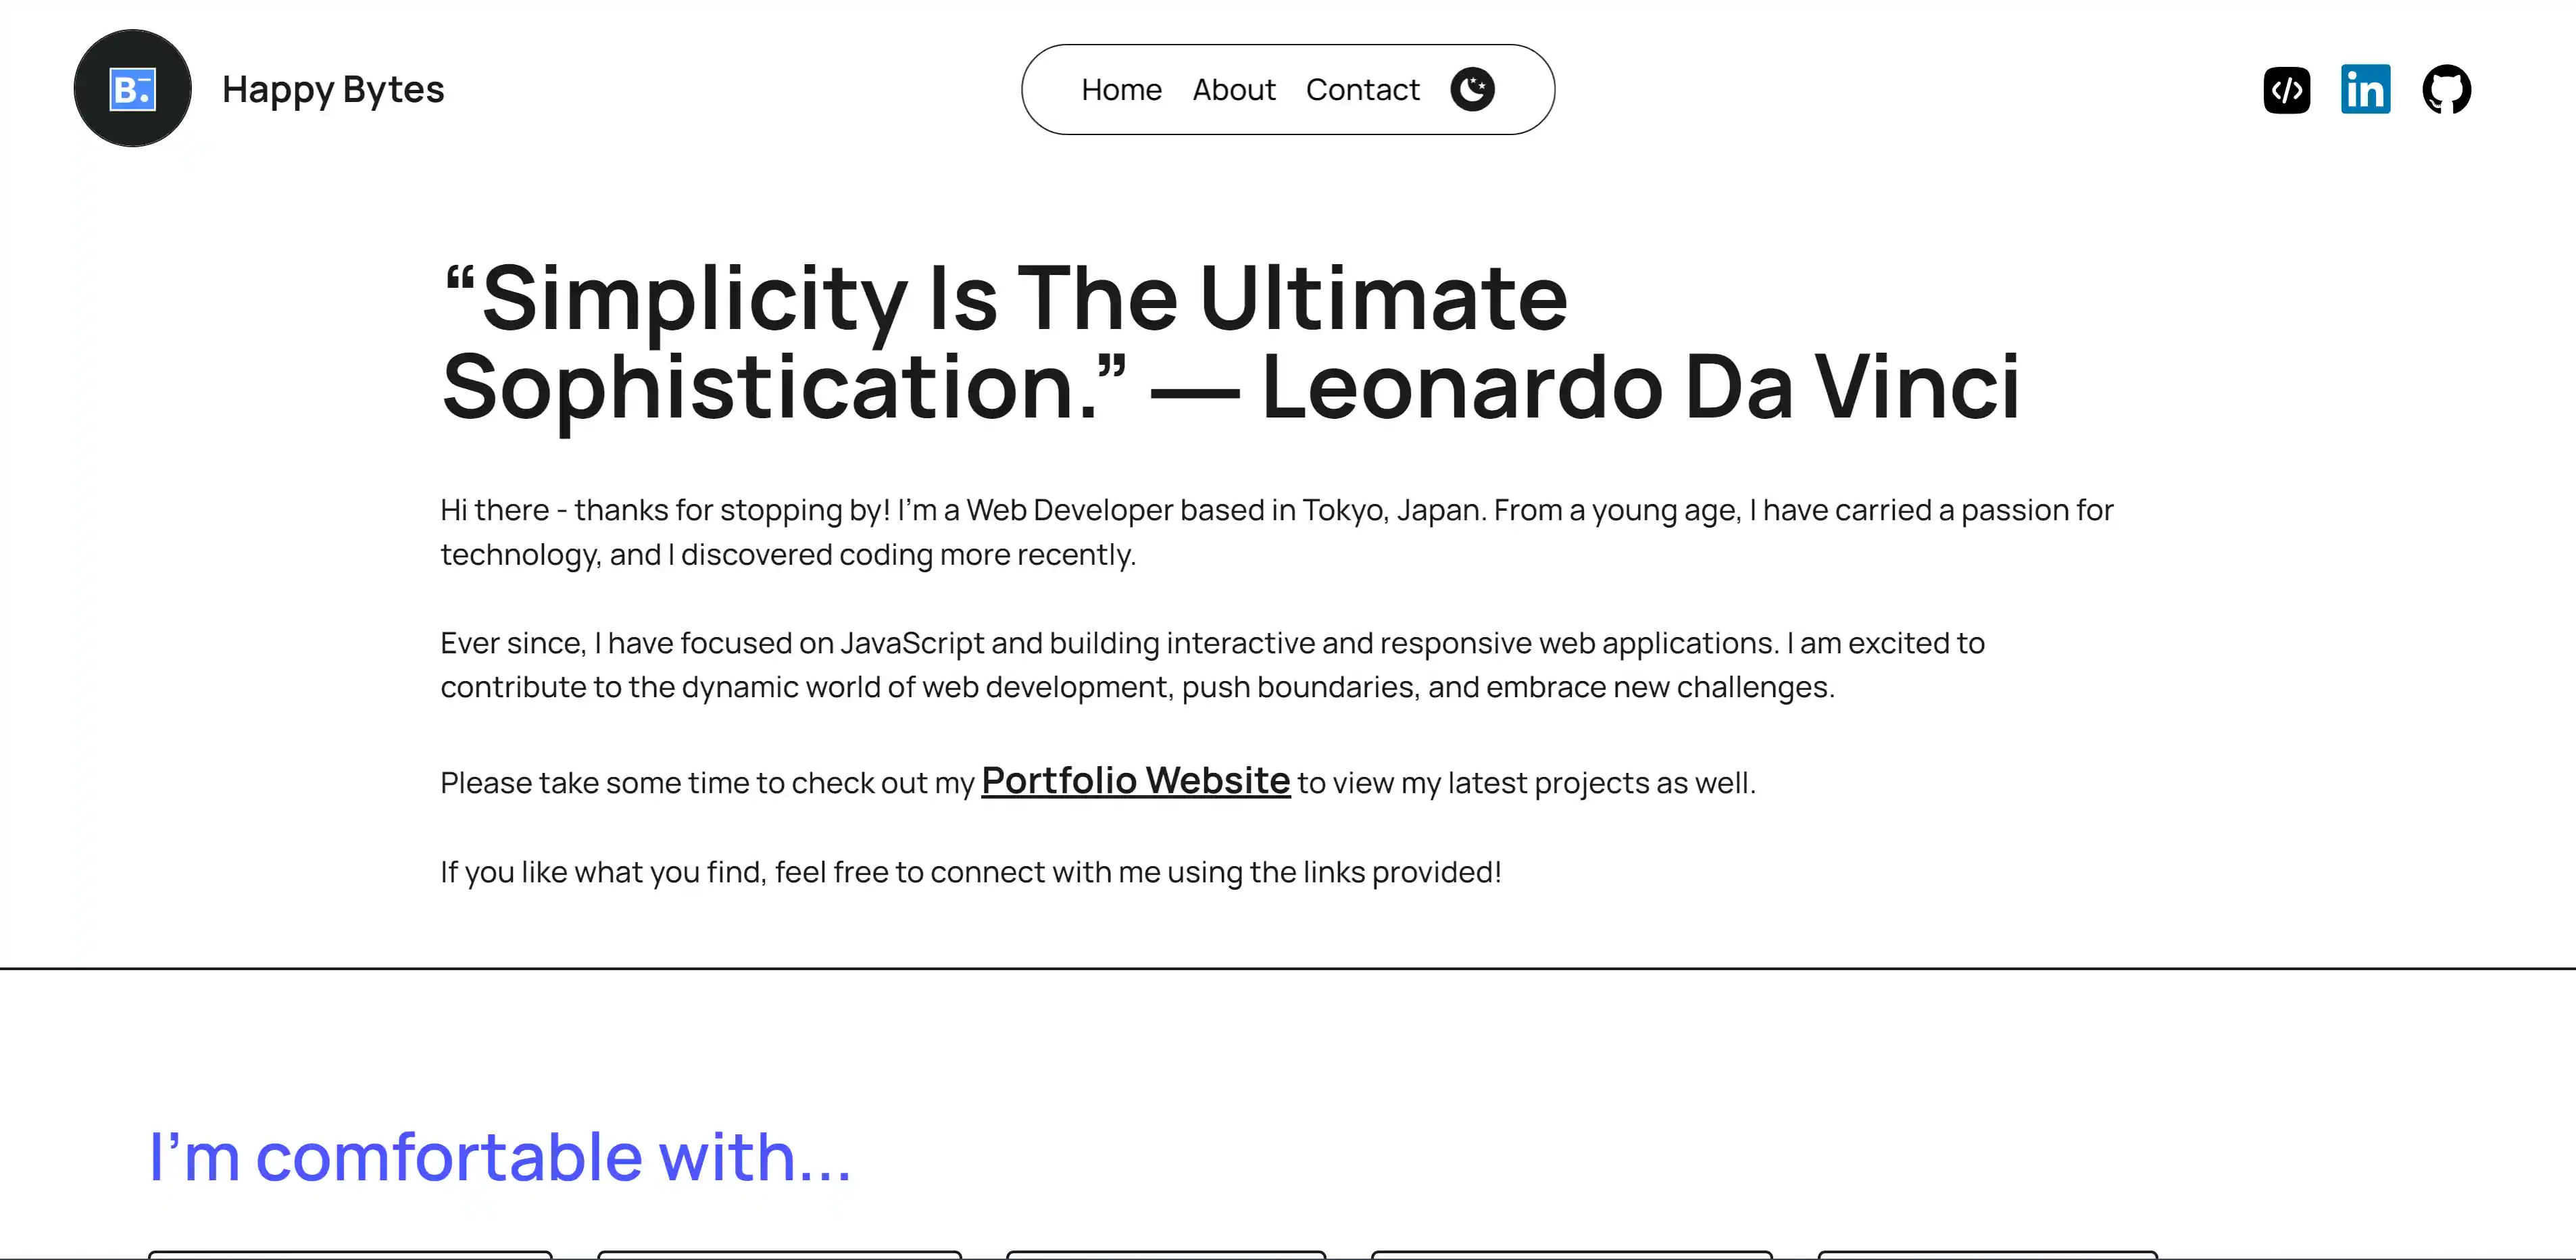 B.
Happy Bytes
Home About Contact
in
“Simplicity Is The Ultimate
Sophistication.” — Leonardo Da Vinci
Hi there - thanks for stopping by! I’m a Web Developer based in Tokyo, Japan. From a young age, I have carried a passion for
technology, and I discovered coding more recently.
Ever since, I have focused on JavaScript and building interactive and responsive web applications. I am excited to
contribute to the dynamic world of web development, push boundaries, and embrace new challenges.
Please take some time to check out my Portfolio Website to view my latest projects as well.
If you like what you find, feel free to connect with me using the links provided!
I’m comfortable with...